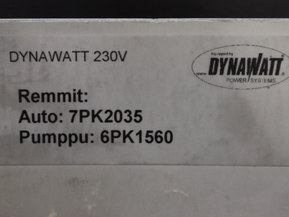 DYNAWATT 230V
DYNAWATT
POWER SYSTEMS
Remmit:
Auto: 7PK2035
Pumppu: 6PK1560